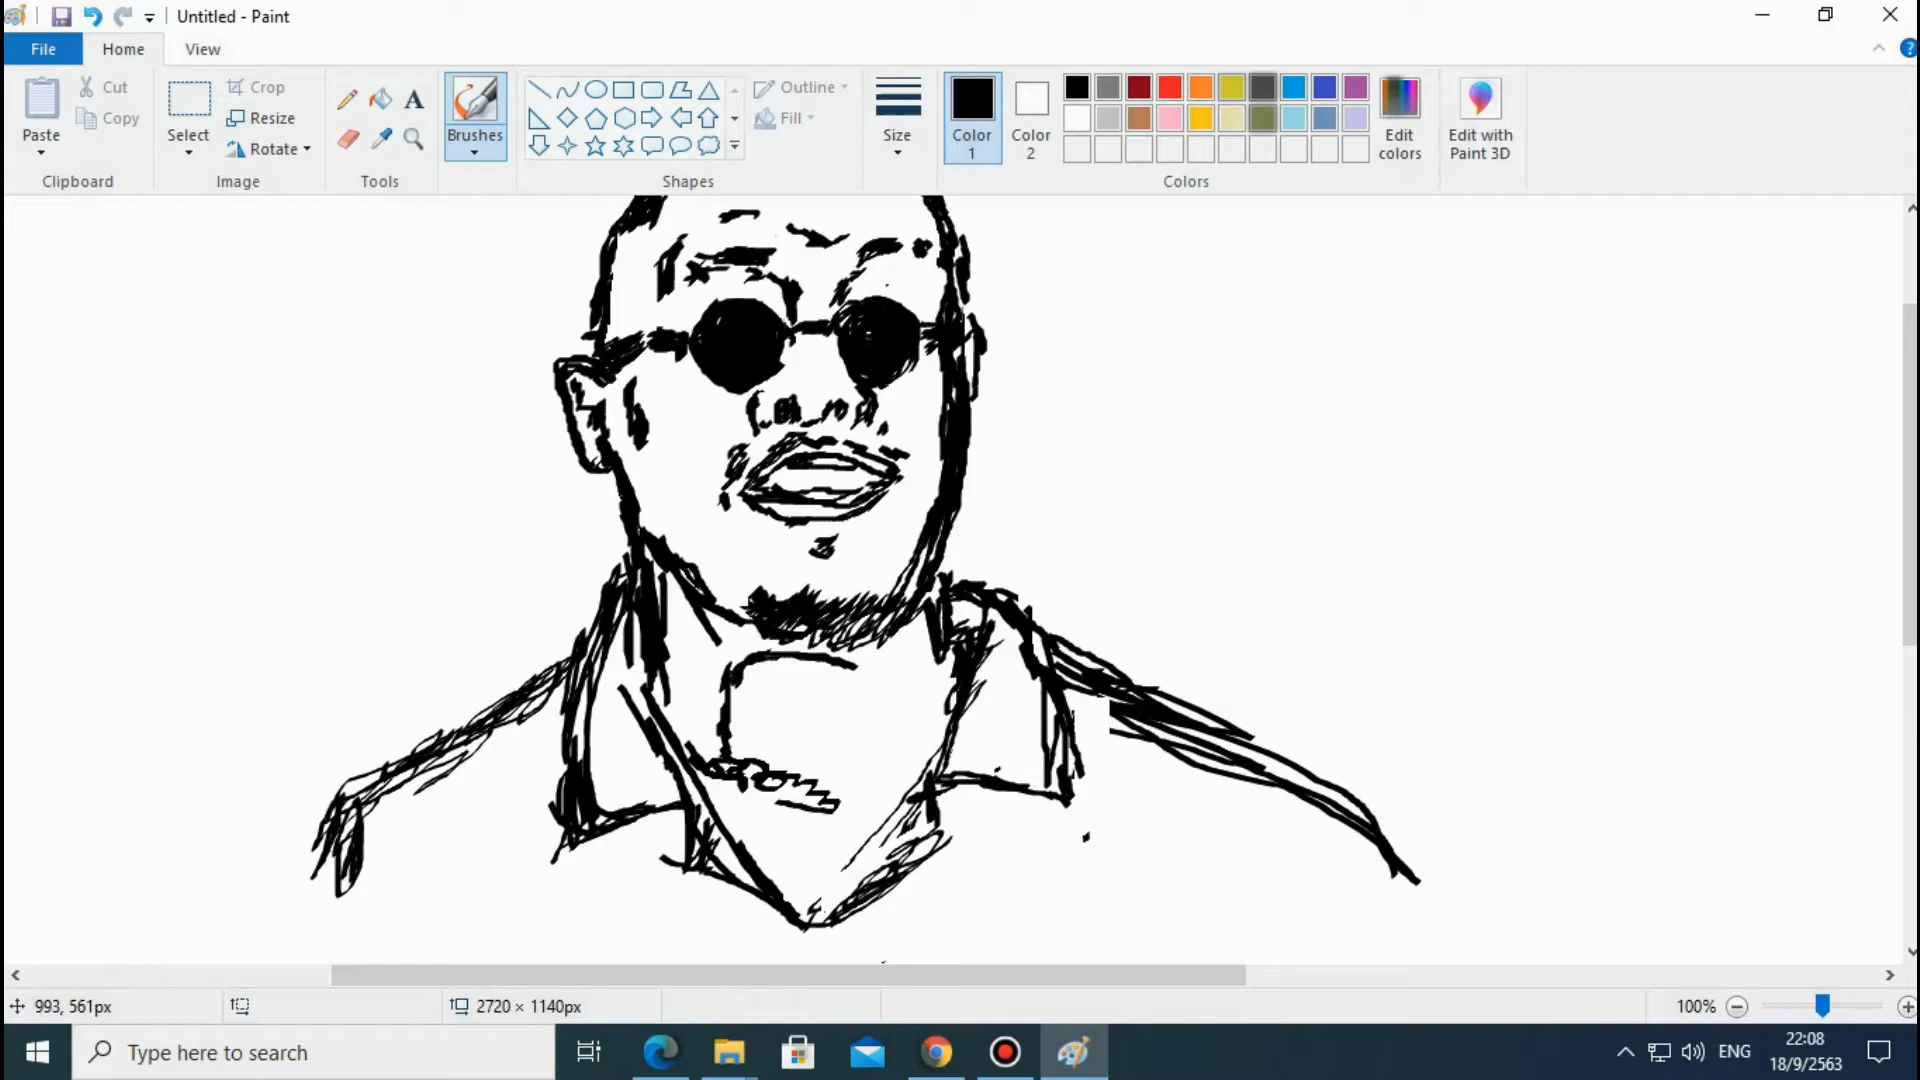 Untitled - Paint
File Home View
Cut
Copy
Paste
Clipboard
Crop
Resize
Rotate
Select
Image
A
Tools
Brushes
Outline
Fill
Shapes
Size
Color 1
Color 2
Edit colors
Colors
Edit with Paint 3D
993, 561px
2720 × 1140px
100%
Type here to search
ENG
22:08
18/9/2563